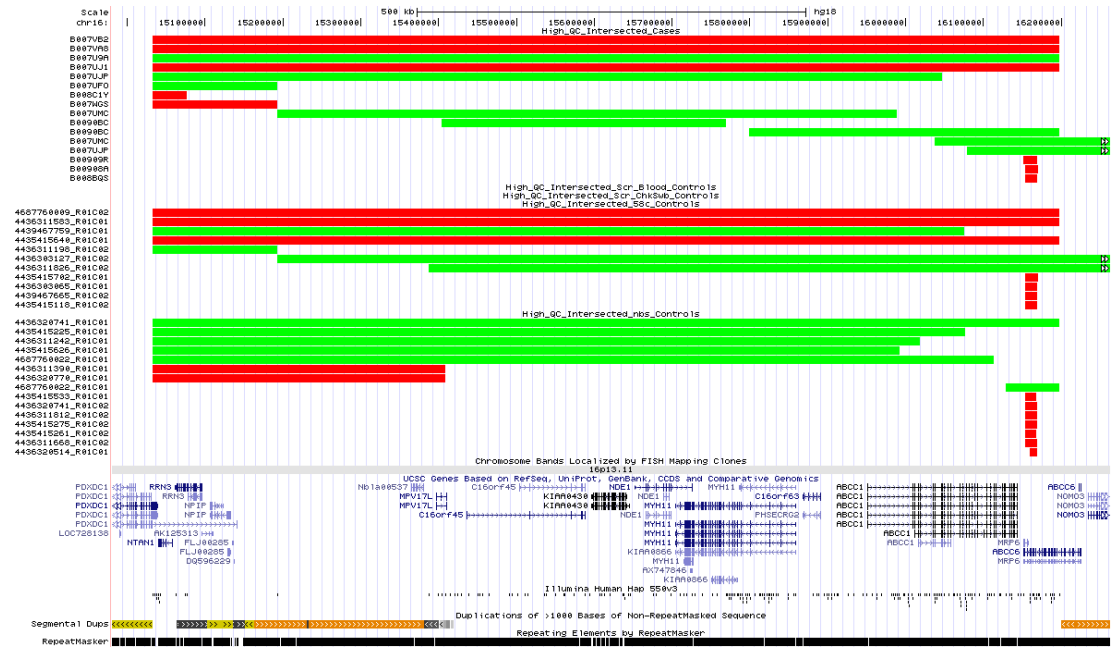 Scale 500 kb hg18
chr16: 15100000 15200000 15300000 15400000 15500000 15600000 15700000 15800000 15900000 16000000 16100000 16200000
High_QC_Intersected_Cases
B007VB2
B007VA8
B007U9A
B007UJ1
B007UJP
B007UFO
B008C1Y
B007WGS
B007UMC
B0090BC
B0090BC
B007UMC
B007UJP
B00909R
B00908A
B008BQS
High_QC_Intersected_Scr_Blood_Controls
High_QC_Intersected_Scr_ChkSwb_Controls
High_QC_Intersected_58c_Controls
4687760009_R01C02
4436311583_R01C01
4439467759_R01C01
4435415640_R01C01
4436311198_R01C02
4436303127_R01C02
4436311826_R01C02
4435415702_R01C01
4436303065_R01C01
4439467665_R01C02
4435415118_R01C02
High_QC_Intersected_nbs_Controls
4436320741_R01C01
4435415225_R01C01
4436311242_R01C01
4435415626_R01C01
4687760022_R01C01
4436311390_R01C01
4436320770_R01C01
4687760022_R01C01
4435415533_R01C01
4436320741_R01C02
4436311812_R01C02
4435415275_R01C02
4435415261_R01C02
4436311668_R01C02
4436320514_R01C01
Chromosome Bands Localized by FISH Mapping Clones
16p13.11
UCSC Genes Based on RefSeq, UniProt, GenBank, CCDS and Comparative Genomics
PDXDC1 RRN3 Nbla00537 C16orf45 NDE1 MYH11 ABCC1 ABCC6
PDXDC1 RRN3 MPV17L KIAA0430 NDE1 C16orf63 ABCC1 NOMO3
PDXDC1 NPIP MPV17L KIAA0430 MYH11 ABCC1 NOMO3
PDXDC1 NPIP C16orf45 NDE1 PHSECRG2 ABCC1 NOMO3
PDXDC1 MYH11 ABCC1
LOC728138 AK125313 MYH11 ABCC1
NTAN1 FLJ00285 MYH11 ABCC1 MRP6
FLJ00285 KIAA0866 ABCC6
DQ596229 MYH11 MRP6
AX747846
KIAA0866
Illumina Human Hap 550v3
Duplications of >1000 Bases of Non-RepeatMasked Sequence
Segmental Dups
Repeating Elements by RepeatMasker
RepeatMasker